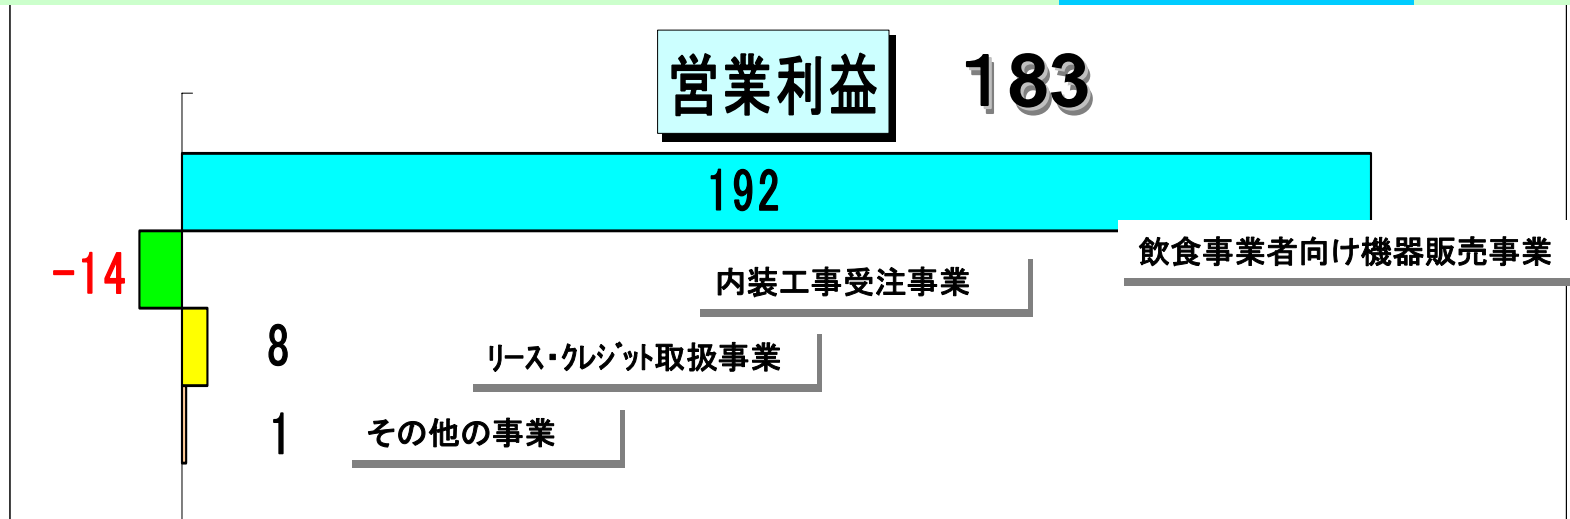 営業利益 183
192
飲食事業者向け機器販売事業
-14
内装工事受注事業
8
ﾘｰｽ・ｸﾚｼﾞｯﾄ取扱事業
1
その他の事業